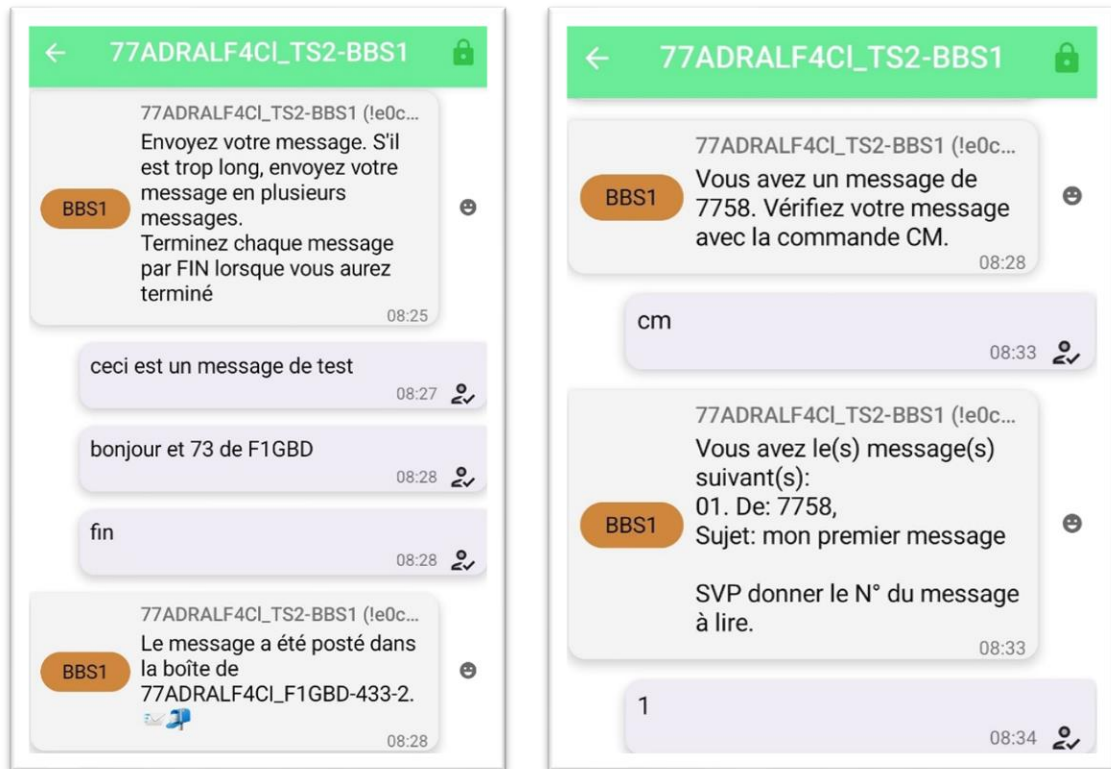 77ADRALF4Cl_TS2-BBS1
77ADRALF4Cl_TS2-BBS1 (!e0c...
Envoyez votre message. S'il
est trop long, envoyez votre
message en plusieurs
messages.
Terminez chaque message
par FIN lorsque vous aurez
terminé
BBS1
08:25
ceci est un message de test
08:27
bonjour et 73 de F1GBD
08:28
fin
08:28
77ADRALF4Cl_TS2-BBS1 (!e0c...
Le message a été posté dans
la boîte de
77ADRALF4Cl_F1GBD-433-2.
BBS1
08:28
77ADRALF4Cl_TS2-BBS1
77ADRALF4Cl_TS2-BBS1 (!e0c...
Vous avez un message de
7758. Vérifiez votre message
avec la commande CM.
BBS1
08:28
cm
08:33
77ADRALF4Cl_TS2-BBS1 (!e0c...
Vous avez le(s) message(s)
suivant(s):
01. De: 7758,
Sujet: mon premier message
SVP donner le N° du message
à lire.
BBS1
08:33
1
08:34